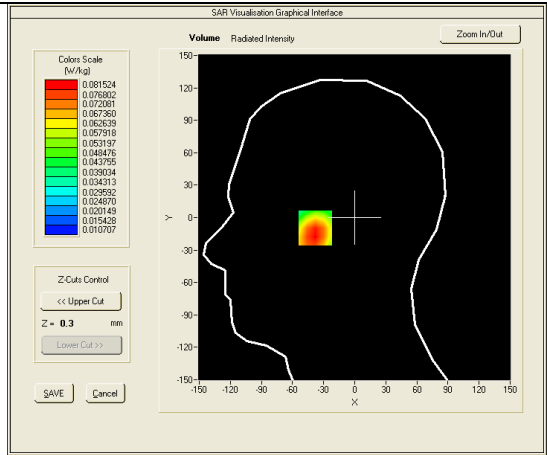 SAR Visualisation Graphical Interface
Volume Radiated Intensity
Zoom In/Out
Colors Scale
(W/kg)
0.081524
0.076802
0.072081
0.067360
0.062639
0.057918
0.053197
0.048476
0.043755
0.039034
0.034313
0.029592
0.024870
0.020149
0.015428
0.010707
Z-Cuts Control
<< Upper Cut
Z = 0.3 mm
Lower Cut >>
SAVE Cancel
150
120
90
60
30
0
-30
-60
-90
-120
-150
Y
-150 -120 -90 -60 -30 0 30 60 90 120 150
X